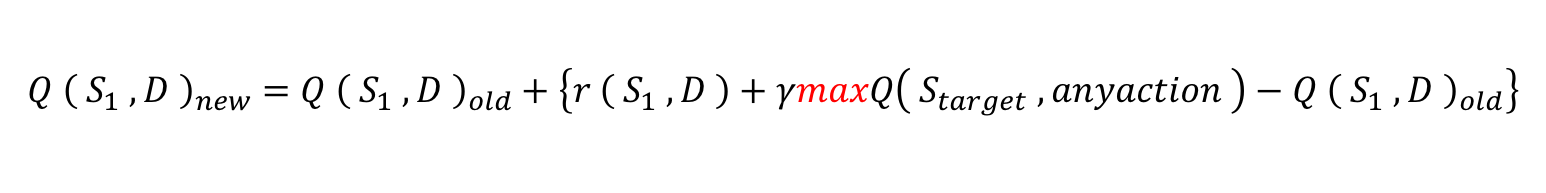 Q ( S₁ , D )ₙₑw = Q ( S₁ , D )ₒₗd + {r ( S₁ , D ) + γmaxQ( Sₜₐᵣgₑₜ , anyaction ) − Q ( S₁ , D )ₒₗd}